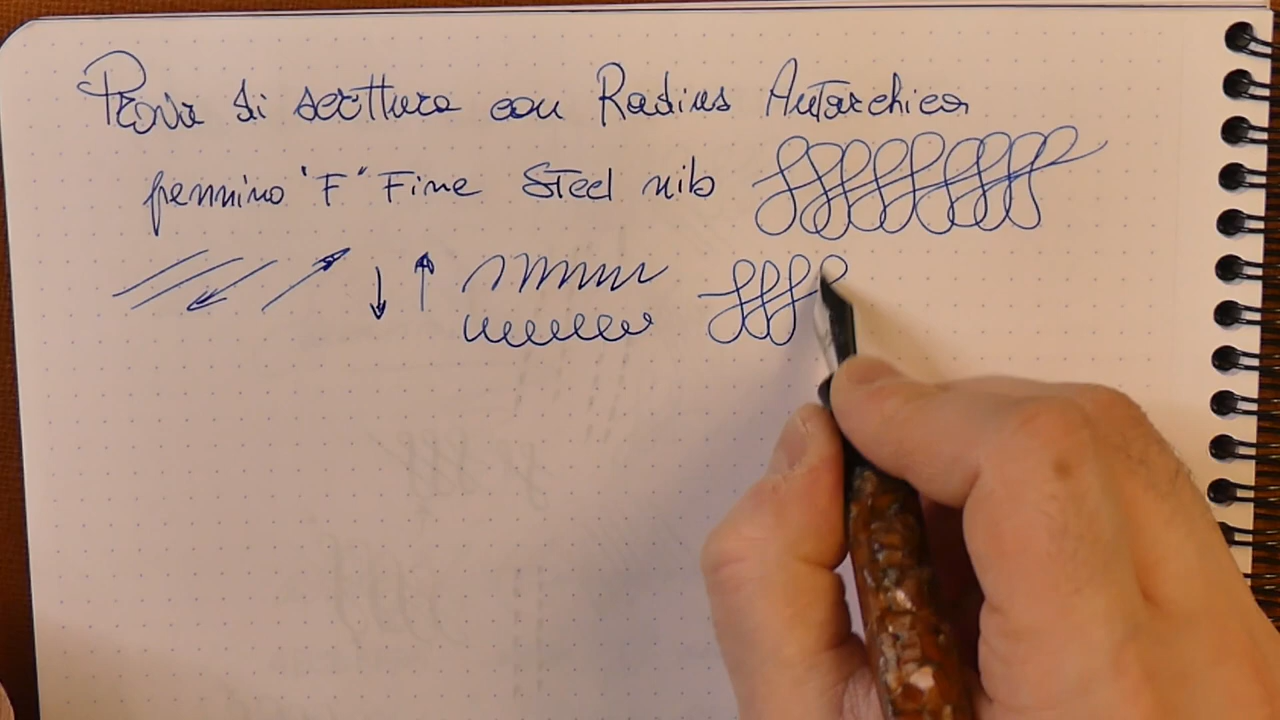 Prova di scrittura con Radius Autarchica
pennino "F" Fine Steel nib